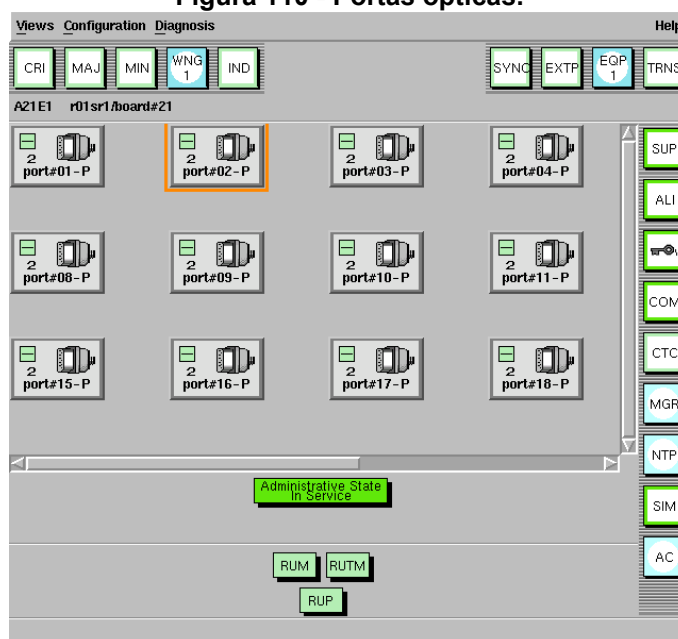 Figura 110 - Portas ópticas.
Views Configuration Diagnosis Help
CRI MAJ MIN WNG 1 IND SYNC EXTP EQP 1 TRNS
A21E1 r01sr1/board#21
2 2 2 2
port#01-P port#02-P port#03-P port#04-P
2 2 2 2
port#08-P port#09-P port#10-P port#11-P
2 2 2 2
port#15-P port#16-P port#17-P port#18-P
SUP
ALI
COM
CTC
MGR
NTP
SIM
AC
Administrative State
In Service
RUM RUTM
RUP